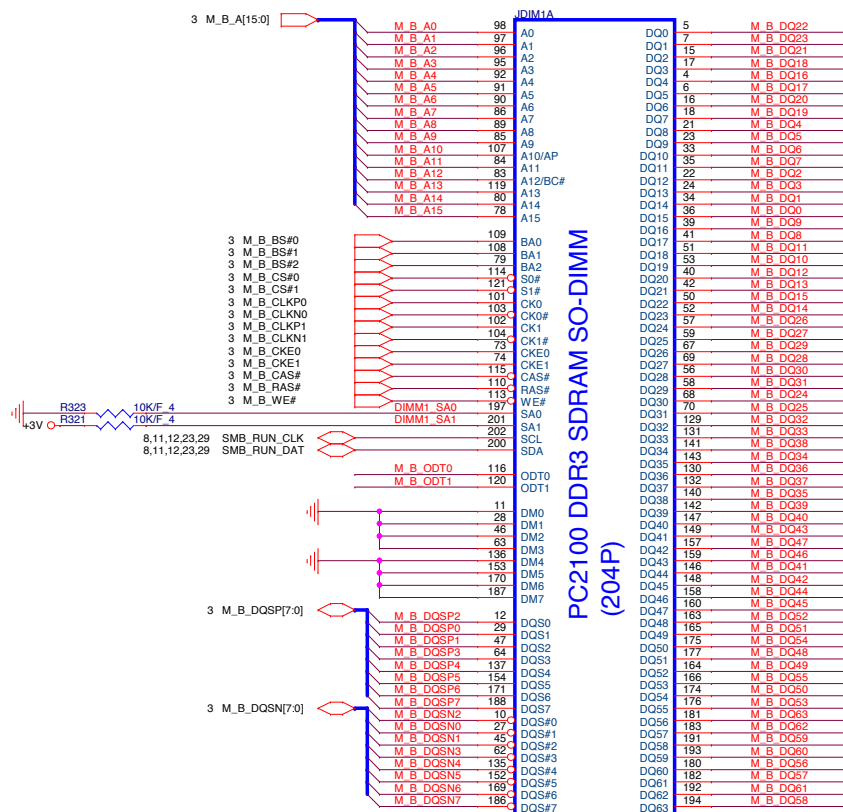 JDIM1A
3 M_B_A[15:0]
M_B_A0 98 A0
M_B_A1 97 A1
M_B_A2 96 A2
M_B_A3 95 A3
M_B_A4 92 A4
M_B_A5 91 A5
M_B_A6 90 A6
M_B_A7 86 A7
M_B_A8 89 A8
M_B_A9 85 A9
M_B_A10 107 A10/AP
M_B_A11 84 A11
M_B_A12 83 A12/BC#
M_B_A13 119 A13
M_B_A14 80 A14
M_B_A15 78 A15
3 M_B_BS#0 109 BA0
3 M_B_BS#1 108 BA1
3 M_B_BS#2 79 BA2
3 M_B_CS#0 114 S0#
3 M_B_CS#1 121 S1#
3 M_B_CLKP0 101 CK0
3 M_B_CLKN0 103 CK0#
3 M_B_CLKP1 102 CK1
3 M_B_CLKN1 104 CK1#
3 M_B_CKE0 73 CKE0
3 M_B_CKE1 74 CKE1
3 M_B_CAS# 115 CAS#
3 M_B_RAS# 110 RAS#
3 M_B_WE# 113 WE#
R323 10K/F_4 DIMM1_SA0 197 SA0
+3V R321 10K/F_4 DIMM1_SA1 201 SA1
8,11,12,23,29 SMB_RUN_CLK 202 SCL
8,11,12,23,29 SMB_RUN_DAT 200 SDA
M_B_ODT0 116 ODT0
M_B_ODT1 120 ODT1
11 DM0
28 DM1
46 DM2
63 DM3
136 DM4
153 DM5
170 DM6
187 DM7
3 M_B_DQSP[7:0]
M_B_DQSP2 12 DQS0
M_B_DQSP0 29 DQS1
M_B_DQSP1 47 DQS2
M_B_DQSP3 64 DQS3
M_B_DQSP4 137 DQS4
M_B_DQSP5 154 DQS5
M_B_DQSP6 171 DQS6
M_B_DQSP7 188 DQS7
3 M_B_DQSN[7:0]
M_B_DQSN2 10 DQS#0
M_B_DQSN0 27 DQS#1
M_B_DQSN1 45 DQS#2
M_B_DQSN3 62 DQS#3
M_B_DQSN4 135 DQS#4
M_B_DQSN5 152 DQS#5
M_B_DQSN6 169 DQS#6
M_B_DQSN7 186 DQS#7
PC2100 DDR3 SDRAM SO-DIMM
(204P)
DQ0 5 M_B_DQ22
DQ1 7 M_B_DQ23
DQ2 15 M_B_DQ21
DQ3 17 M_B_DQ18
DQ4 4 M_B_DQ16
DQ5 6 M_B_DQ17
DQ6 16 M_B_DQ20
DQ7 18 M_B_DQ19
DQ8 21 M_B_DQ4
DQ9 23 M_B_DQ5
DQ10 33 M_B_DQ6
DQ11 35 M_B_DQ7
DQ12 22 M_B_DQ2
DQ13 24 M_B_DQ3
DQ14 34 M_B_DQ1
DQ15 36 M_B_DQ0
DQ16 39 M_B_DQ9
DQ17 41 M_B_DQ8
DQ18 51 M_B_DQ11
DQ19 53 M_B_DQ10
DQ20 40 M_B_DQ12
DQ21 42 M_B_DQ13
DQ22 50 M_B_DQ15
DQ23 52 M_B_DQ14
DQ24 57 M_B_DQ26
DQ25 59 M_B_DQ27
DQ26 67 M_B_DQ29
DQ27 69 M_B_DQ28
DQ28 56 M_B_DQ30
DQ29 58 M_B_DQ31
DQ30 68 M_B_DQ24
DQ31 70 M_B_DQ25
DQ32 129 M_B_DQ32
DQ33 131 M_B_DQ33
DQ34 141 M_B_DQ38
DQ35 143 M_B_DQ34
DQ36 130 M_B_DQ36
DQ37 132 M_B_DQ37
DQ38 140 M_B_DQ35
DQ39 142 M_B_DQ39
DQ40 147 M_B_DQ40
DQ41 149 M_B_DQ43
DQ42 157 M_B_DQ47
DQ43 159 M_B_DQ46
DQ44 146 M_B_DQ41
DQ45 148 M_B_DQ42
DQ46 158 M_B_DQ44
DQ47 160 M_B_DQ45
DQ48 163 M_B_DQ52
DQ49 165 M_B_DQ51
DQ50 175 M_B_DQ54
DQ51 177 M_B_DQ48
DQ52 164 M_B_DQ49
DQ53 166 M_B_DQ55
DQ54 174 M_B_DQ50
DQ55 176 M_B_DQ53
DQ56 181 M_B_DQ63
DQ57 183 M_B_DQ62
DQ58 191 M_B_DQ59
DQ59 193 M_B_DQ60
DQ60 180 M_B_DQ56
DQ61 182 M_B_DQ57
DQ62 192 M_B_DQ61
DQ63 194 M_B_DQ58